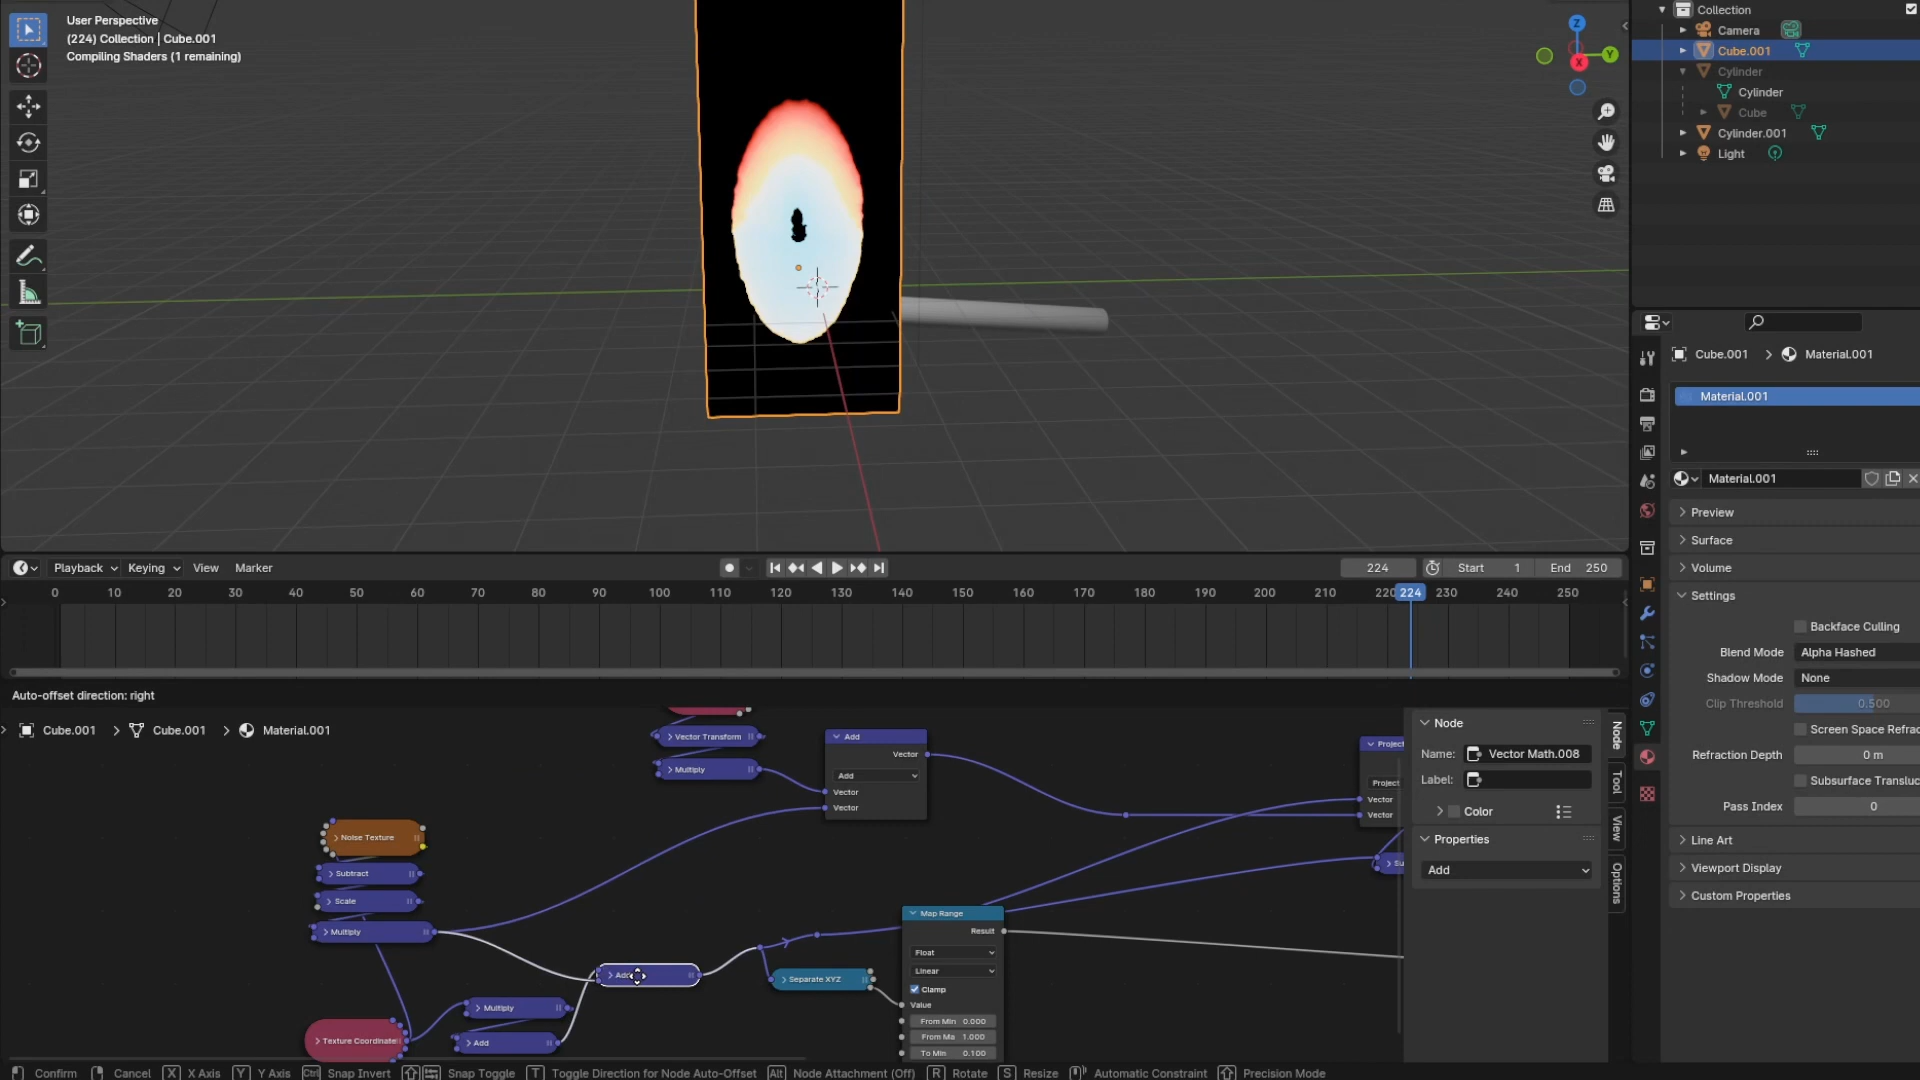 User Perspective
(224) Collection | Cube.001
Compiling Shaders (1 remaining)
Z
Y
X
Collection
Camera
Cube.001
Cylinder
Cylinder
Cube
Cylinder.001
Light
Cube.001 > Material.001
Material.001
Material.001
Preview
Surface
Volume
Settings
Backface Culling
Blend Mode Alpha Hashed
Shadow Mode None
Clip Threshold 0.500
Screen Space Refrac
Refraction Depth 0 m
Subsurface Transluc
Pass Index 0
Line Art
Viewport Display
Custom Properties
Playback Keying View Marker 224 Start 1 End 250
0 10 20 30 40 50 60 70 80 90 100 110 120 130 140 150 160 170 180 190 200 210 220 224 230 240 250
Auto-offset direction: right
Cube.001 > Cube.001 > Material.001
Vector Transform
Multiply
Add
Vector
Add
Vector
Vector
Project
Project
Vector
Vector
Su
Noise Texture
Subtract
Scale
Multiply
Add
Multiply
Add
Texture Coordinate
Separate XYZ
Map Range
Result
Float
Linear
Clamp
Value
From Min 0.000
From Ma 1.000
To Min 0.100
Node
Name: Vector Math.008
Label:
Color
Properties
Add
Node
Tool
View
Options
Confirm Cancel X X Axis Y Y Axis Ctrl Snap Invert Snap Toggle T Toggle Direction for Node Auto-Offset Alt Node Attachment (Off) R Rotate S Resize Automatic Constraint Precision Mode